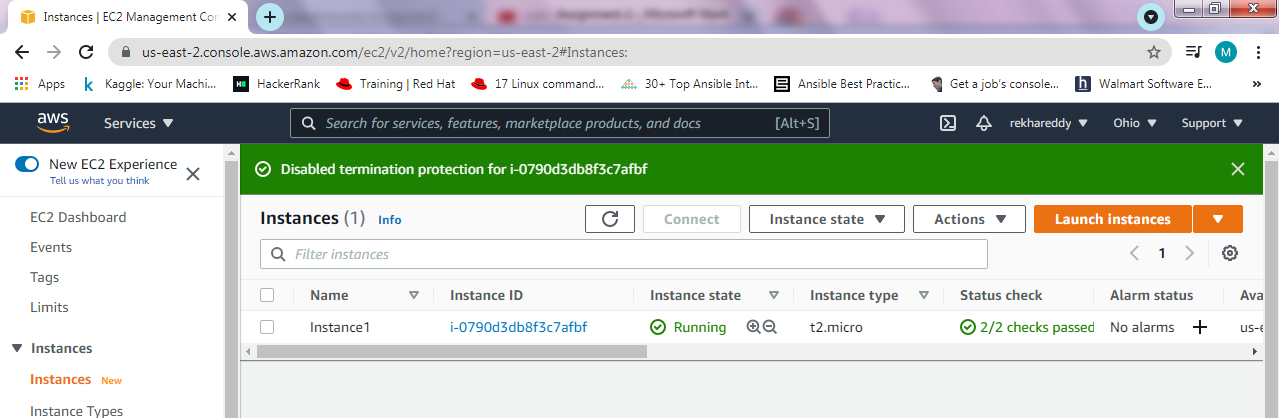 Instances | EC2 Management Con
us-east-2.console.aws.amazon.com/ec2/v2/home?region=us-east-2#Instances:
M
Apps
Kaggle: Your Machi...
HackerRank
Training | Red Hat
17 Linux command...
30+ Top Ansible Int...
Ansible Best Practic...
Get a job's console...
Walmart Software E...
aws
Services
Search for services, features, marketplace products, and docs
[Alt+S]
rekhareddy
Ohio
Support
New EC2 Experience
Tell us what you think
Disabled termination protection for i-0790d3db8f3c7afbf
EC2 Dashboard
Events
Tags
Limits
Instances
Instances New
Instance Types
Instances (1) Info
Connect
Instance state
Actions
Launch instances
Filter instances
1
Name
Instance ID
Instance state
Instance type
Status check
Alarm status
Ava
Instance1
i-0790d3db8f3c7afbf
Running
t2.micro
2/2 checks passed
No alarms
us-e